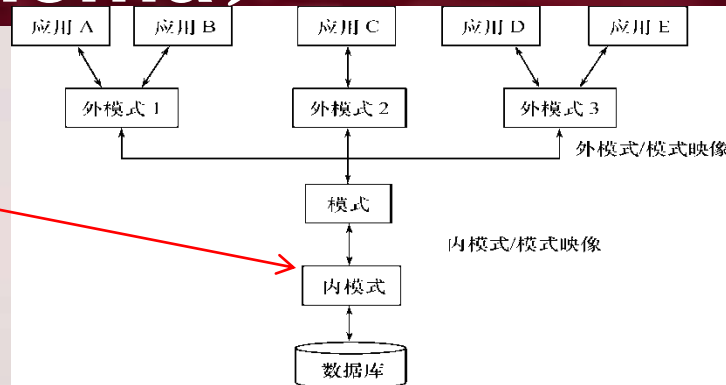 应用 A 应用 B 应用 C 应用 D 应用 E
外模式 1 外模式 2 外模式 3
外模式/模式映像
模式
内模式/模式映像
内模式
数据库